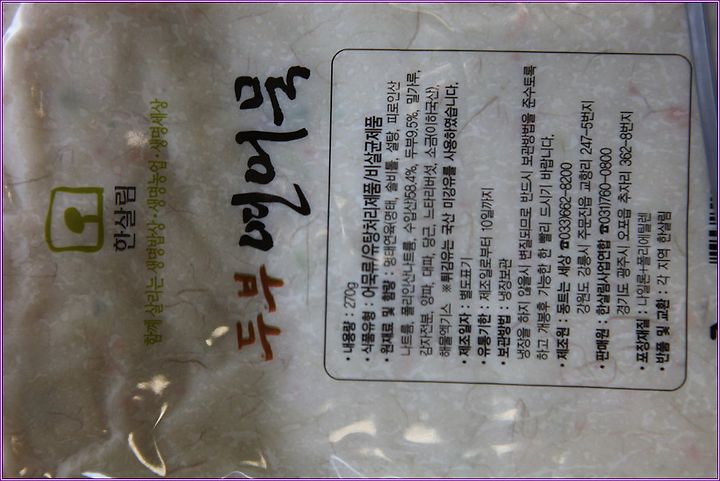 한살림
함께 살리는 생명밥상·생명농업·생명세상
두부 맨어묵
• 내용량 : 270g
• 식품유형 : 어묵류/유탕처리제품/비살균제품
• 원재료 및 함량 : 명태연육(명태, 솔비톨, 설탕, 피로인산
나트륨, 폴리인산나트륨, 수입산)58.4%, 두부9.5%, 밀가루,
감자전분, 양파, 대파, 당근, 느타리버섯, 소금(이하국산),
해물엑기스 ※튀김유는 국산 미강유를 사용하였습니다.
• 제조일자 : 별도표기
• 유통기한 : 제조일로부터 10일까지
• 보관방법 : 냉장보관
냉장을 하지 않을시 변질되므로 반드시 보관방법을 준수토록
하고 개봉후 가능한 한 빨리 드시기 바랍니다.
• 제조원 : 동트는 세상 ☎033)662-8200
강원도 강릉시 주문진읍 교항리 247-5번지
• 판매원 : 한살림사업연합 ☎031)760-0800
경기도 광주시 오포읍 추자리 362-8번지
• 포장재질 : 나일론+폴리에틸렌
• 반품 및 교환 : 각 지역 한살림